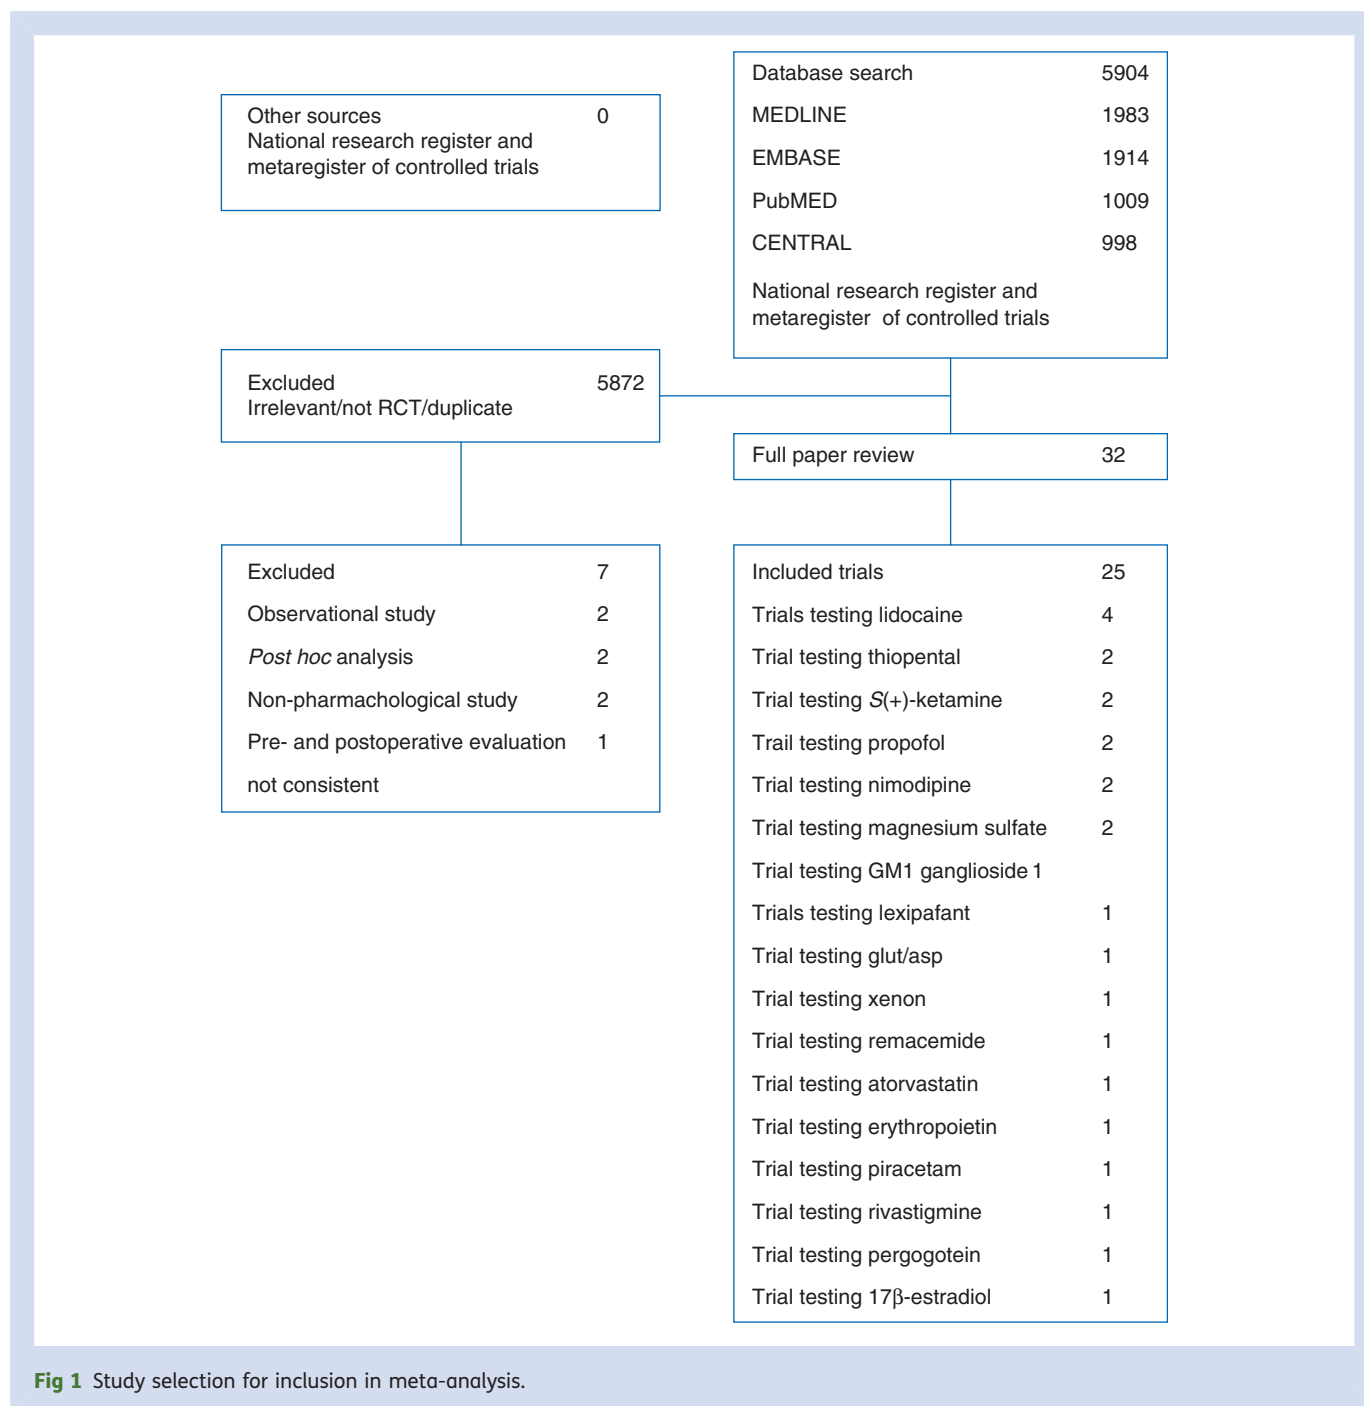 Other sources 0
National research register and
metaregister of controlled trials
Database search 5904
MEDLINE 1983
EMBASE 1914
PubMED 1009
CENTRAL 998
National research register and
metaregister of controlled trials
Excluded 5872
Irrelevant/not RCT/duplicate
Full paper review 32
Excluded 7
Observational study 2
Post hoc analysis 2
Non-pharmachological study 2
Pre- and postoperative evaluation 1
not consistent
Included trials 25
Trials testing lidocaine 4
Trial testing thiopental 2
Trial testing S(+)-ketamine 2
Trail testing propofol 2
Trial testing nimodipine 2
Trial testing magnesium sulfate 2
Trial testing GM1 ganglioside 1
Trials testing lexipafant 1
Trial testing glut/asp 1
Trial testing xenon 1
Trial testing remacemide 1
Trial testing atorvastatin 1
Trial testing erythropoietin 1
Trial testing piracetam 1
Trial testing rivastigmine 1
Trial testing pergogotein 1
Trial testing 17β-estradiol 1
Fig 1 Study selection for inclusion in meta-analysis.